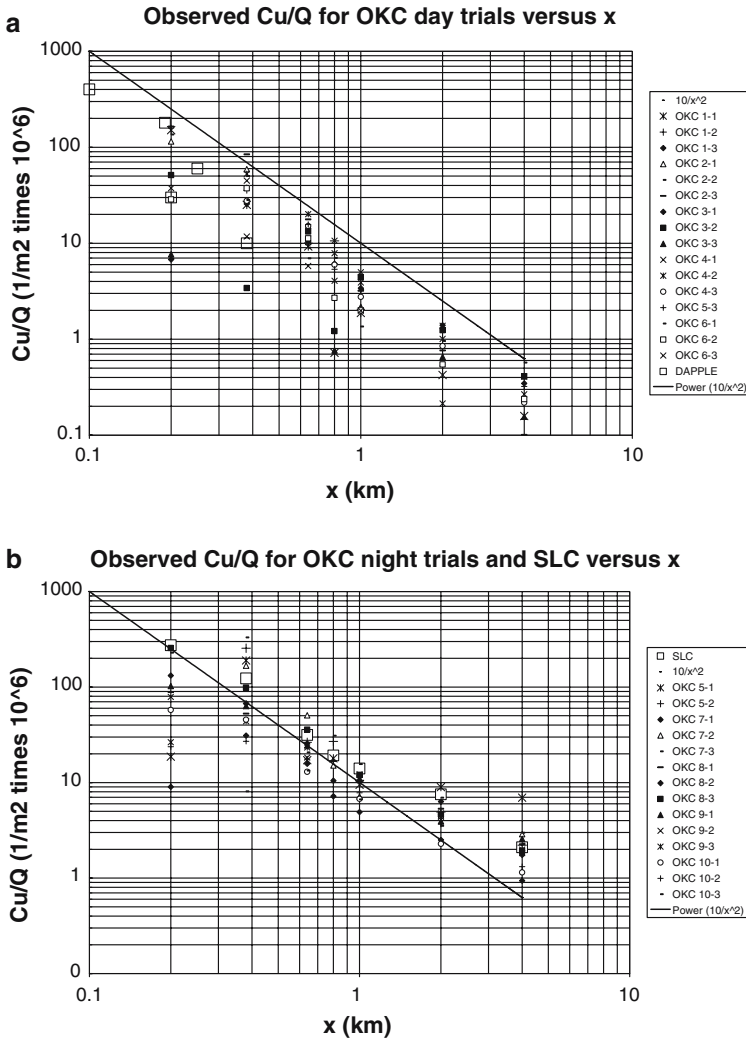 a
Observed Cu/Q for OKC day trials versus x
Cu/Q (1/m2 times 10^6)
1000
100
10
1
0.1
0.1
1
10
x (km)
10/x^2
OKC 1-1
OKC 1-2
OKC 1-3
OKC 2-1
OKC 2-2
OKC 2-3
OKC 3-1
OKC 3-2
OKC 3-3
OKC 4-1
OKC 4-2
OKC 4-3
OKC 5-3
OKC 6-1
OKC 6-2
OKC 6-3
DAPPLE
Power (10/x^2)
b
Observed Cu/Q for OKC night trials and SLC versus x
Cu/Q (1/m2 times 10^6)
1000
100
10
1
0
0.1
1
10
x (km)
SLC
10/x^2
OKC 5-1
OKC 5-2
OKC 7-1
OKC 7-2
OKC 7-3
OKC 8-1
OKC 8-2
OKC 8-3
OKC 9-1
OKC 9-2
OKC 9-3
OKC 10-1
OKC 10-2
OKC 10-3
Power (10/x^2)